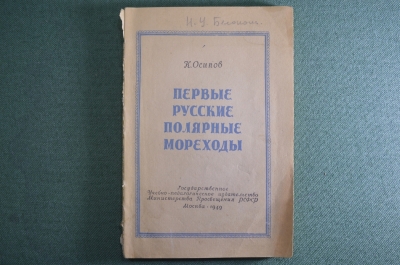 К. Осипов
ПЕРВЫЕ
РУССКИЕ
ПОЛЯРНЫЕ
МОРЕХОДЫ
Государственное
Учебно-педагогическое издательство
Министерства Просвещения РСФСР
Москва - 1949